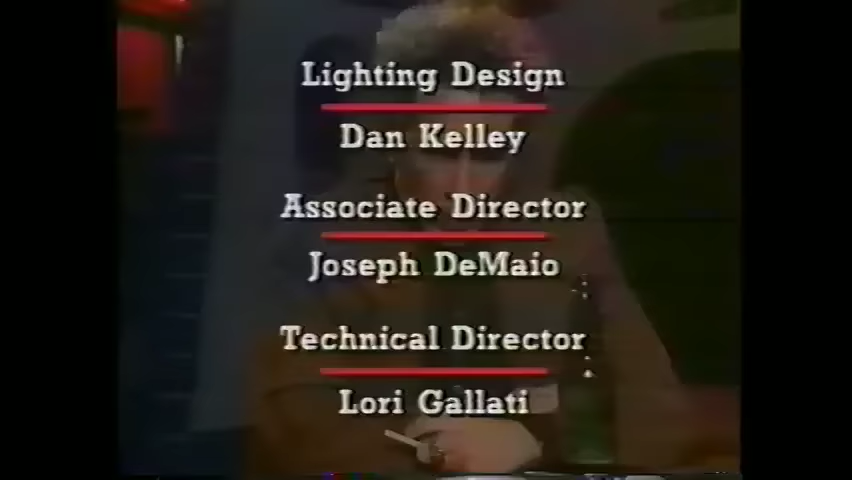 Lighting Design
Dan Kelley
Associate Director
Joseph DeMaio
Technical Director
Lori Gallati